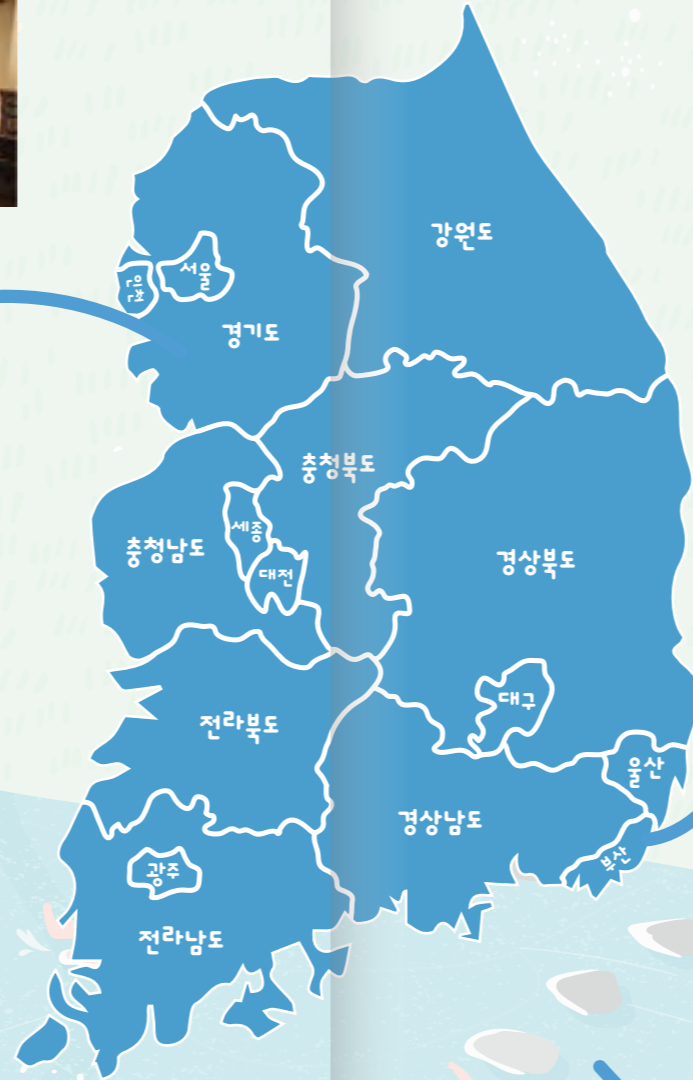 강원도
서울
인천
경기도
충청북도
세종
충청남도
대전
경상북도
대구
전라북도
울산
경상남도
부산
광주
전라남도